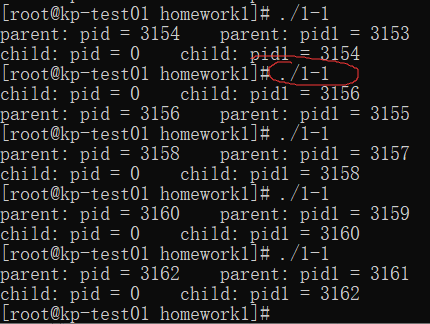 [root@kp-test01 homework1]# ./1-1
parent: pid = 3154    parent: pid1 = 3153
child: pid = 0    child: pid1 = 3154
[root@kp-test01 homework1]# ./1-1
child: pid = 0    child: pid1 = 3156
parent: pid = 3156    parent: pid1 = 3155
[root@kp-test01 homework1]# ./1-1
parent: pid = 3158    parent: pid1 = 3157
child: pid = 0    child: pid1 = 3158
[root@kp-test01 homework1]# ./1-1
parent: pid = 3160    parent: pid1 = 3159
child: pid = 0    child: pid1 = 3160
[root@kp-test01 homework1]# ./1-1
parent: pid = 3162    parent: pid1 = 3161
child: pid = 0    child: pid1 = 3162
[root@kp-test01 homework1]#